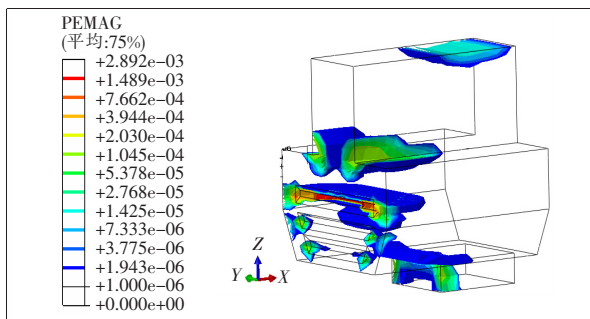 PEMAG
(平均:75%)
+2.892e−03
+1.489e−03
+7.662e−04
+3.944e−04
+2.030e−04
+1.045e−04
+5.378e−05
+2.768e−05
+1.425e−05
+7.333e−06
+3.775e−06
+1.943e−06
+1.000e−06
+0.000e+00
Z
Y
X